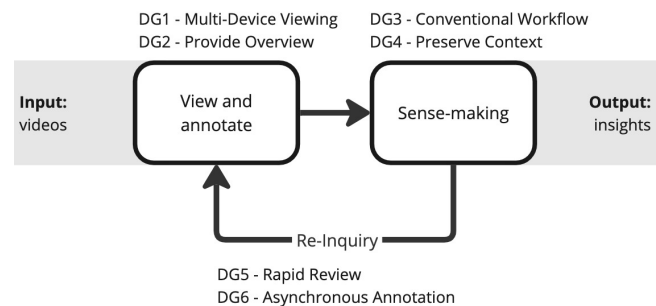 DG1 - Multi-Device Viewing
DG2 - Provide Overview
DG3 - Conventional Workflow
DG4 - Preserve Context
Input:
videos
View and
annotate
Sense-making
Output:
insights
Re-Inquiry
DG5 - Rapid Review
DG6 - Asynchronous Annotation